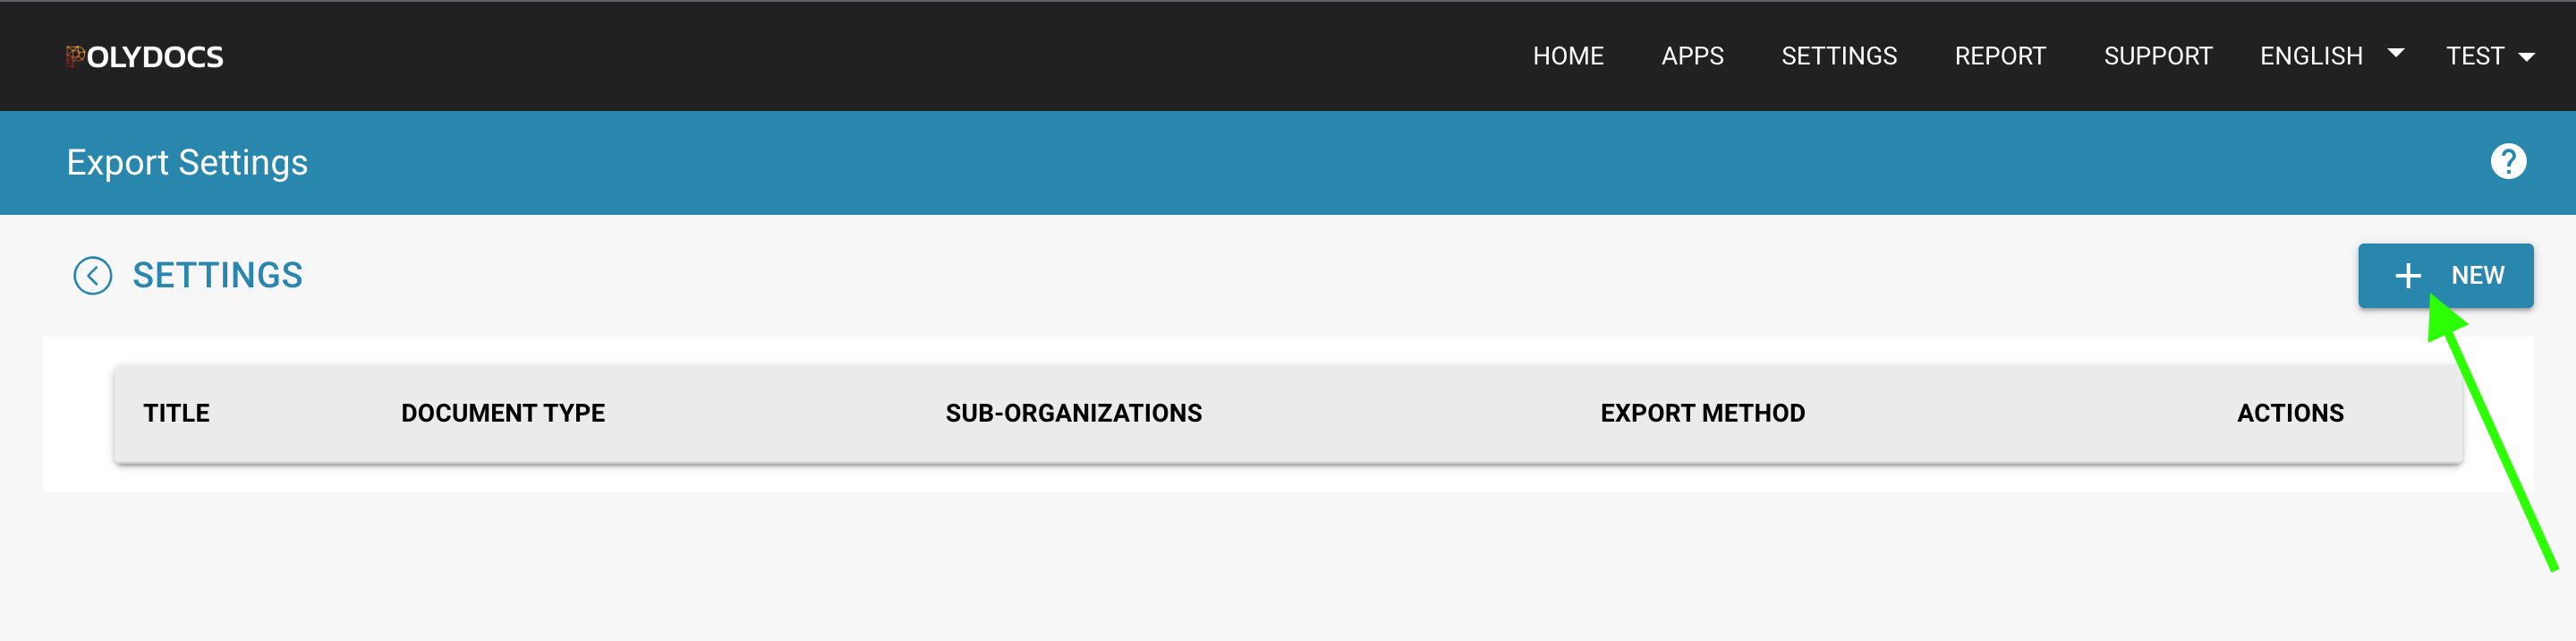 POLYDOCS HOME APPS SETTINGS REPORT SUPPORT ENGLISH TEST
Export Settings ?
SETTINGS + NEW
TITLE DOCUMENT TYPE SUB-ORGANIZATIONS EXPORT METHOD ACTIONS